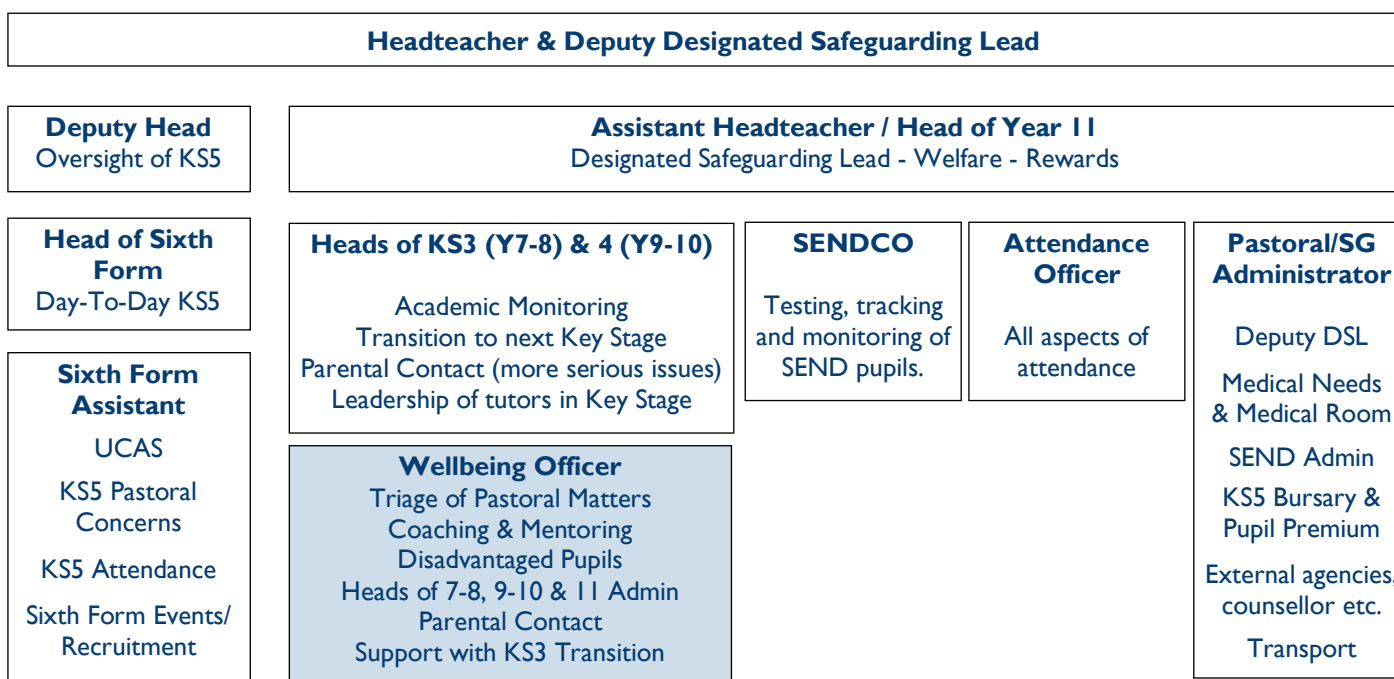 Headteacher & Deputy Designated Safeguarding Lead
Deputy Head
Oversight of KS5
Assistant Headteacher / Head of Year 11
Designated Safeguarding Lead - Welfare - Rewards
Head of Sixth
Form
Day-To-Day KS5
Sixth Form
Assistant
UCAS
KS5 Pastoral
Concerns
KS5 Attendance
Sixth Form Events/
Recruitment
Heads of KS3 (Y7-8) & 4 (Y9-10)
Academic Monitoring
Transition to next Key Stage
Parental Contact (more serious issues)
Leadership of tutors in Key Stage
Wellbeing Officer
Triage of Pastoral Matters
Coaching & Mentoring
Disadvantaged Pupils
Heads of 7-8, 9-10 & 11 Admin
Parental Contact
Support with KS3 Transition
SENDCO
Testing, tracking
and monitoring of
SEND pupils.
Attendance
Officer
All aspects of
attendance
Pastoral/SG
Administrator
Deputy DSL
Medical Needs
& Medical Room
SEND Admin
KS5 Bursary &
Pupil Premium
External agencies,
counsellor etc.
Transport